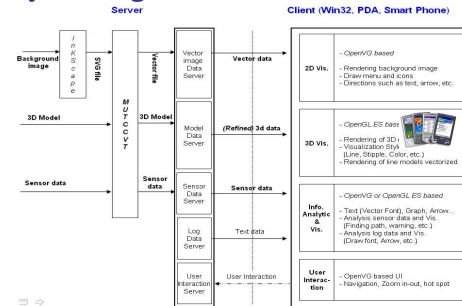 Server
Client (Win32, PDA, Smart Phone)
Background
image
InKScape
SVG file
Vector file
Vector
image
Data
Server
Vector data
2D Vis.
- OpenVG based
- Rendering background image
- Draw menu and icons
- Directions such as text, arrow, etc.
3D Model
MUTCCVT
3D Model
Model
Data
Server
(Refined) 3d data
3D Vis.
- OpenGL ES base
- Rendering of 3D
- Visualization Styl
(Line, Stipple, Color, etc.)
- Rendering of line models vectorized
Sensor data
Sensor
data
Sensor
Data
Server
Sensor data
Info.
Analytic
&
Vis.
- OpenVG or OpenGL ES based
- Text (Vector Font), Graph, Arrow...
- Analysis sensor data and Vis.
(Finding path, warning, etc.)
- Analysis log data and Vis.
(Draw font, Arrow, etc.)
Log
Data
Server
Text data
User
Interaction
Server
User Interaction
User
Interac-
tion
- OpenVG based UI
- Navigation, Zoom in-out, hot spot